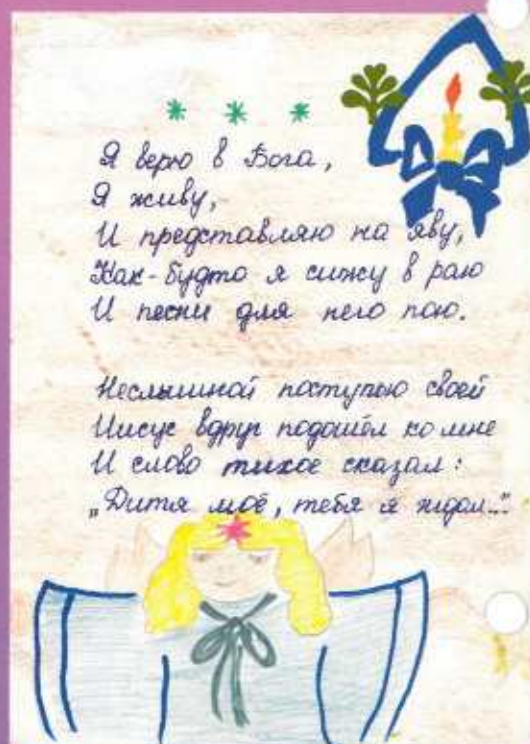 * * *
Я верю в Бога,
Я живу,
И представляю на яву,
Как-будто я сижу в раю
И песни для него пою.
Неслышной поступью своей
Иисус вдруг подошёл ко мне
И слово тихое сказал:
„Дитя моё, тебя я ждал..."